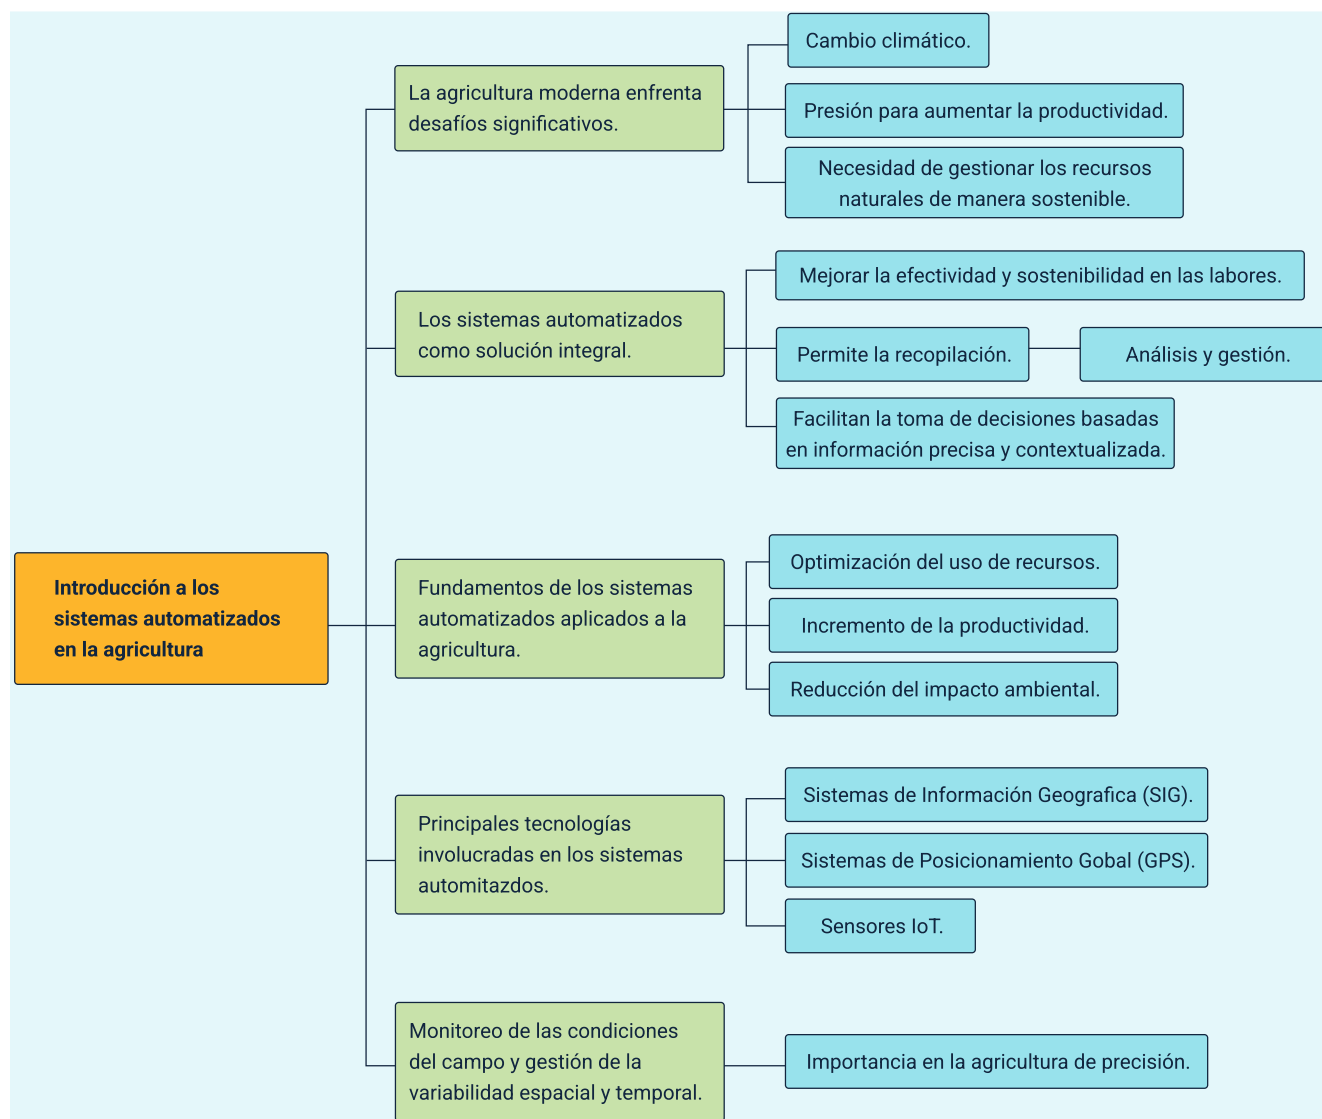 Introducción a los
sistemas automatizados
en la agricultura
La agricultura moderna enfrenta
desafíos significativos.
Cambio climático.
Presión para aumentar la productividad.
Necesidad de gestionar los recursos
naturales de manera sostenible.
Los sistemas automatizados
como solución integral.
Mejorar la efectividad y sostenibilidad en las labores.
Permite la recopilación.
Análisis y gestión.
Facilitan la toma de decisiones basadas
en información precisa y contextualizada.
Fundamentos de los sistemas
automatizados aplicados a la
agricultura.
Optimización del uso de recursos.
Incremento de la productividad.
Reducción del impacto ambiental.
Principales tecnologías
involucradas en los sistemas
automitazdos.
Sistemas de Información Geografica (SIG).
Sistemas de Posicionamiento Gobal (GPS).
Sensores IoT.
Monitoreo de las condiciones
del campo y gestión de la
variabilidad espacial y temporal.
Importancia en la agricultura de precisión.